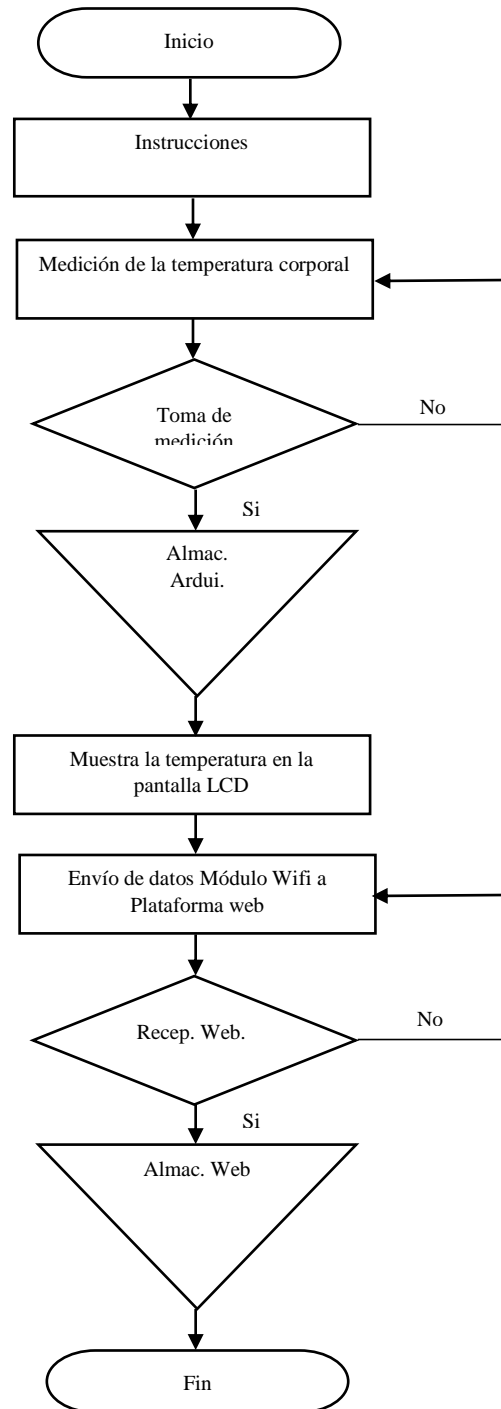 Inicio
Instrucciones
Medición de la temperatura corporal
Toma de
medición
No
Si
Almac.
Ardui.
Muestra la temperatura en la
pantalla LCD
Envío de datos Módulo Wifi a
Plataforma web
Recep. Web.
No
Si
Almac. Web
Fin